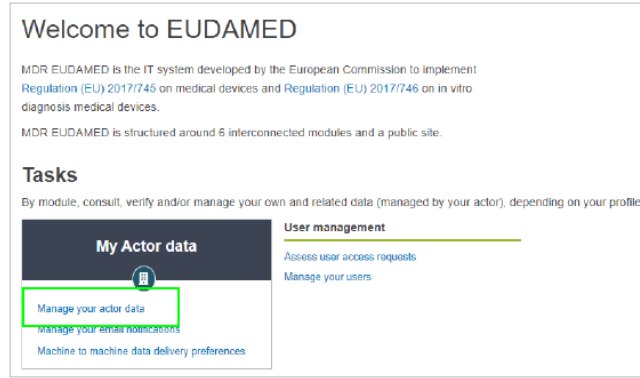 Welcome to EUDAMED
MDR EUDAMED is the IT system developed by the European Commission to implement
Regulation (EU) 2017/745 on medical devices and Regulation (EU) 2017/746 on in vitro
diagnosis medical devices.
MDR EUDAMED is structured around 6 interconnected modules and a public site.
Tasks
By module, consult, verify and/or manage your own and related data (managed by your actor), depending on your profile
My Actor data
Manage your actor data
Manage your email notifications
Machine to machine data delivery preferences
User management
Assess user access requests
Manage your users